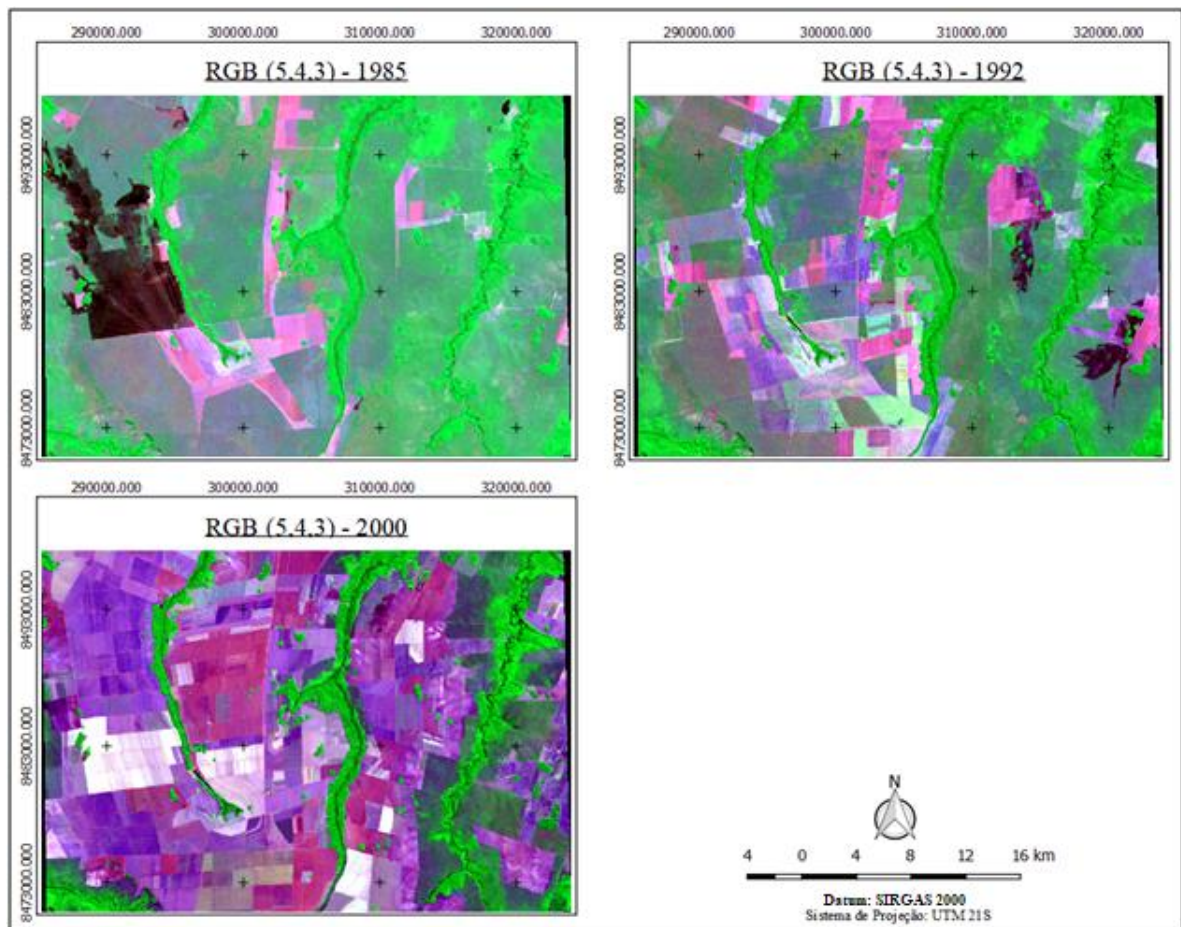 290000.000 300000.000 310000.000 320000.000
RGB (5.4.3) - 1985
8493000.000
8483000.000
8473000.000
290000.000 300000.000 310000.000 320000.000
RGB (5.4.3) - 1992
8493000.000
8483000.000
8473000.000
290000.000 300000.000 310000.000 320000.000
RGB (5.4.3) - 2000
8493000.000
8483000.000
8473000.000
N
4 0 4 8 12 16 km
Datum: SIRGAS 2000
Sistema de Projeção: UTM 21S